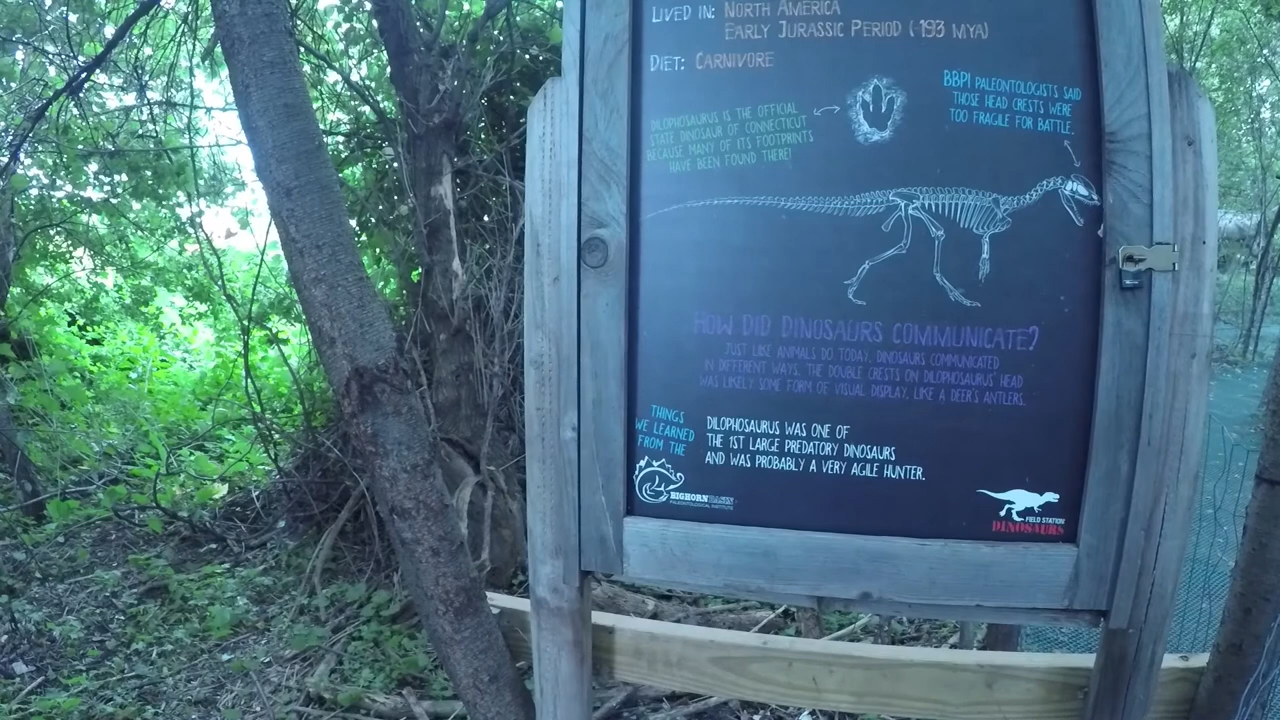 LIVED IN: NORTH AMERICA
EARLY JURASSIC PERIOD (~193 MYA)
DIET: CARNIVORE
BBPI PALEONTOLOGISTS SAID
THOSE HEAD CRESTS WERE
TOO FRAGILE FOR BATTLE.
DILOPHOSAURUS IS THE OFFICIAL
STATE DINOSAUR OF CONNECTICUT
BECAUSE MANY OF ITS FOOTPRINTS
HAVE BEEN FOUND THERE!
HOW DID DINOSAURS COMMUNICATE?
JUST LIKE ANIMALS DO TODAY, DINOSAURS COMMUNICATED
IN DIFFERENT WAYS. THE DOUBLE CRESTS ON DILOPHOSAURUS' HEAD
WAS LIKELY SOME FORM OF VISUAL DISPLAY, LIKE A DEER'S ANTLERS.
THINGS
WE LEARNED
FROM THE
BIGHORN BASIN
PALEONTOLOGICAL INSTITUTE
DILOPHOSAURUS WAS ONE OF
THE 1ST LARGE PREDATORY DINOSAURS
AND WAS PROBABLY A VERY AGILE HUNTER.
FIELD STATION
DINOSAURS